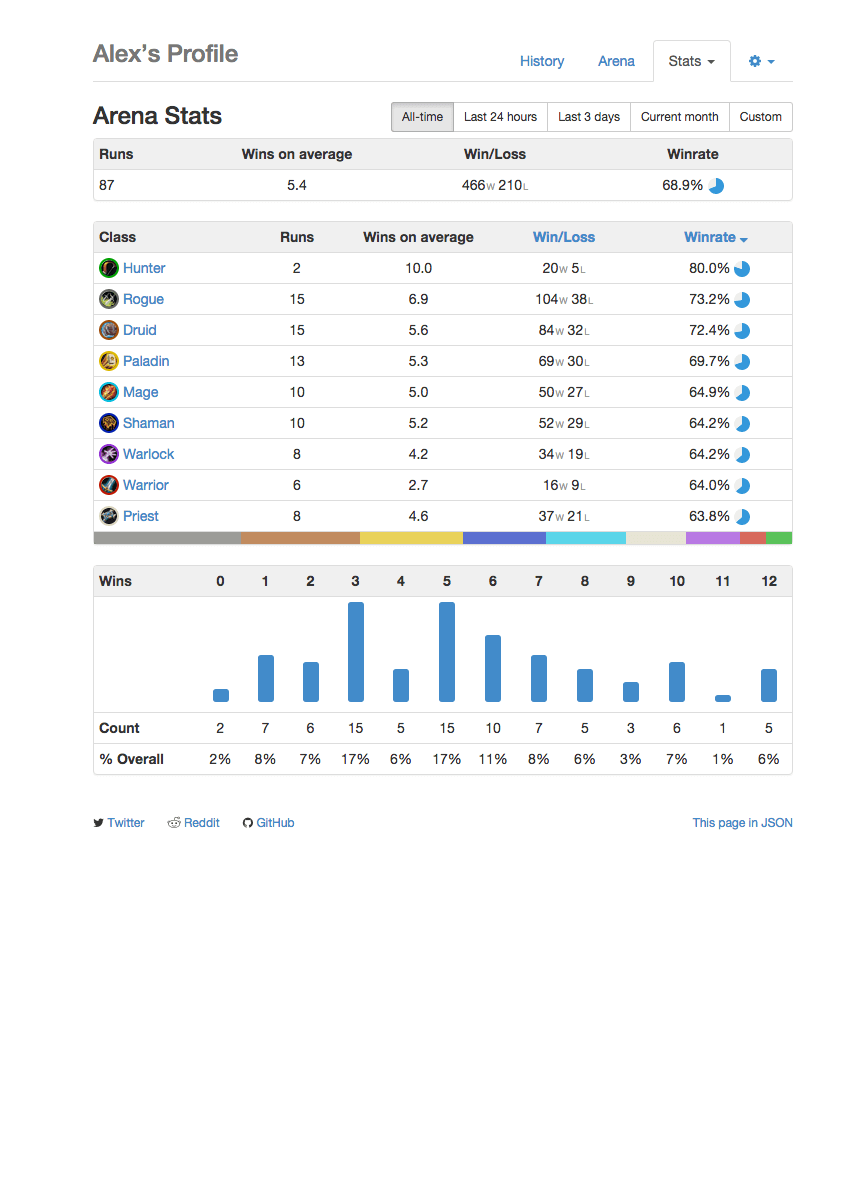 Alex’s Profile
History Arena Stats
Arena Stats
All-time Last 24 hours Last 3 days Current month Custom
Runs Wins on average Win/Loss Winrate
87 5.4 466W 210L 68.9%
Class Runs Wins on average Win/Loss Winrate
Hunter 2 10.0 20W 5L 80.0%
Rogue 15 6.9 104W 38L 73.2%
Druid 15 5.6 84W 32L 72.4%
Paladin 13 5.3 69W 30L 69.7%
Mage 10 5.0 50W 27L 64.9%
Shaman 10 5.2 52W 29L 64.2%
Warlock 8 4.2 34W 19L 64.2%
Warrior 6 2.7 16W 9L 64.0%
Priest 8 4.6 37W 21L 63.8%
Wins 0 1 2 3 4 5 6 7 8 9 10 11 12
Count 2 7 6 15 5 15 10 7 5 3 6 1 5
% Overall 2% 8% 7% 17% 6% 17% 11% 8% 6% 3% 7% 1% 6%
Twitter Reddit GitHub This page in JSON